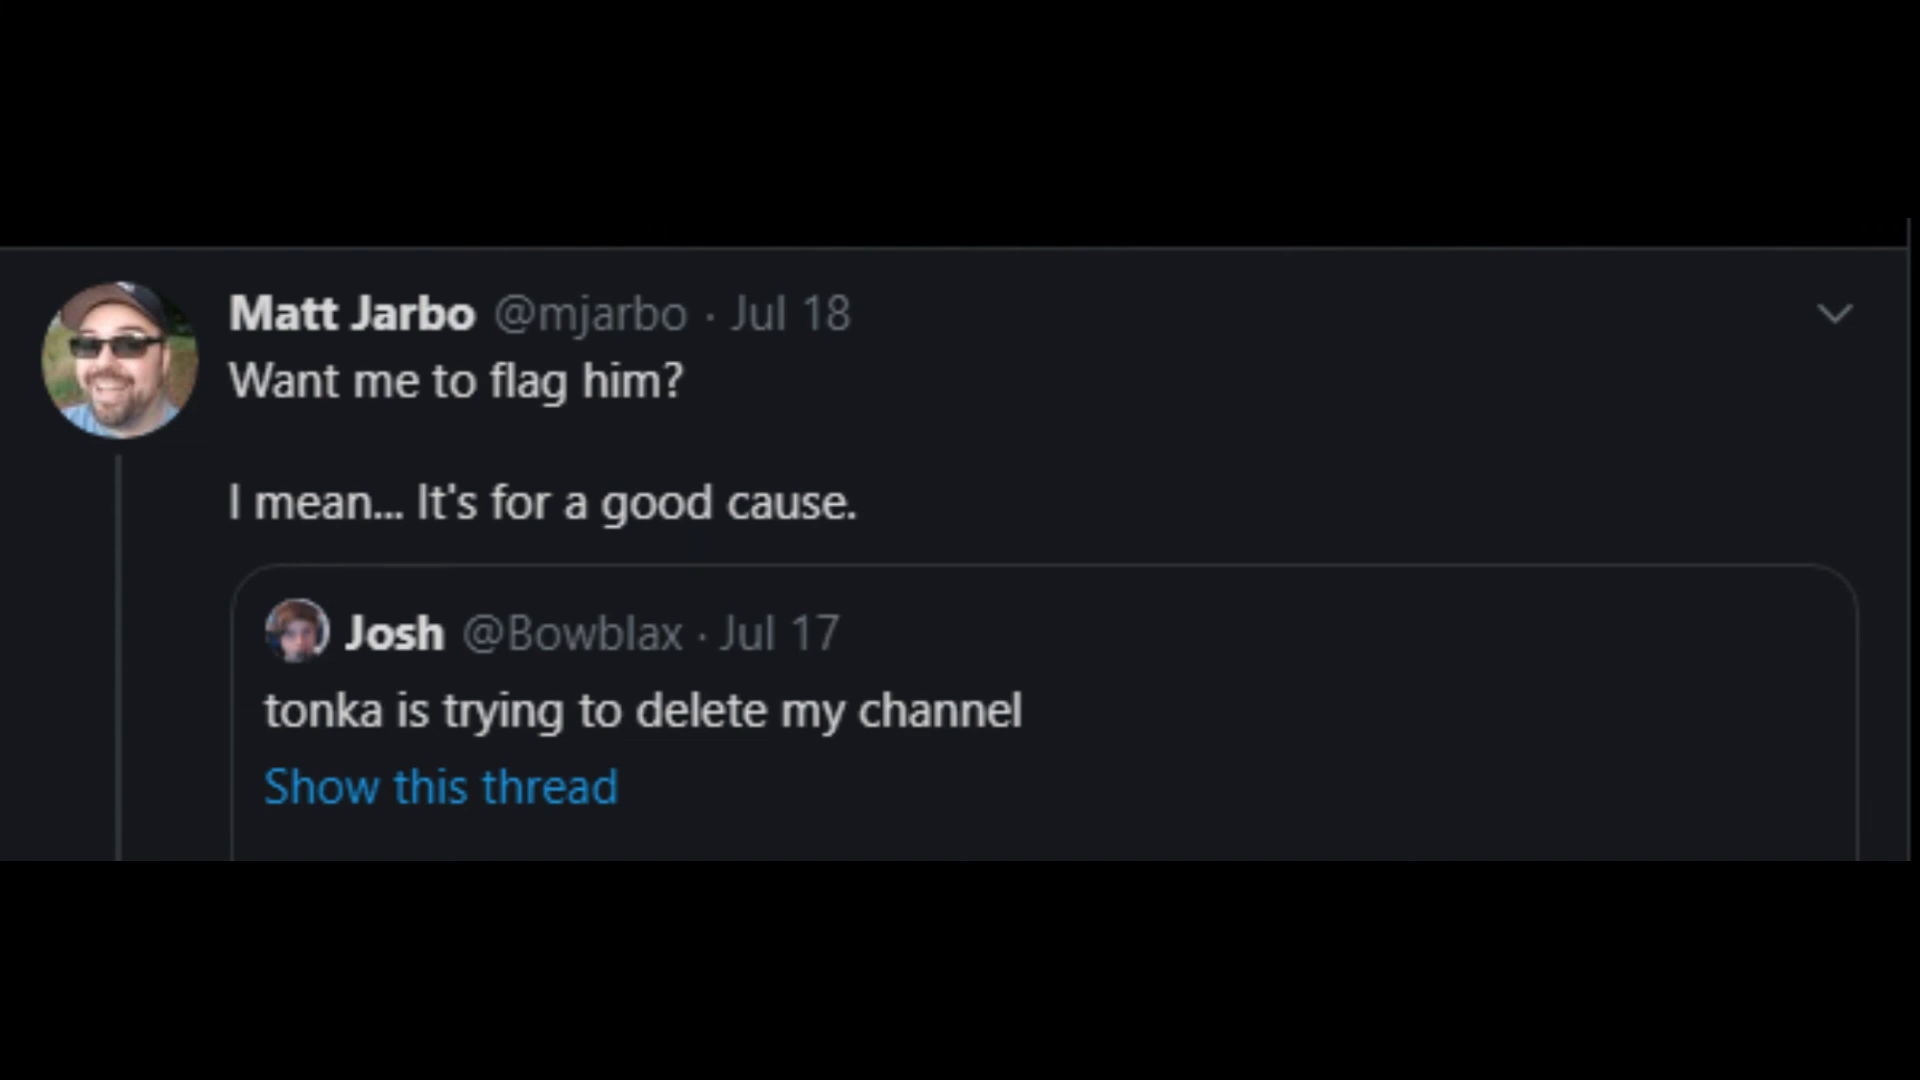 Matt Jarbo @mjarbo · Jul 18
Want me to flag him?
I mean... It's for a good cause.
Josh @Bowblax · Jul 17
tonka is trying to delete my channel
Show this thread